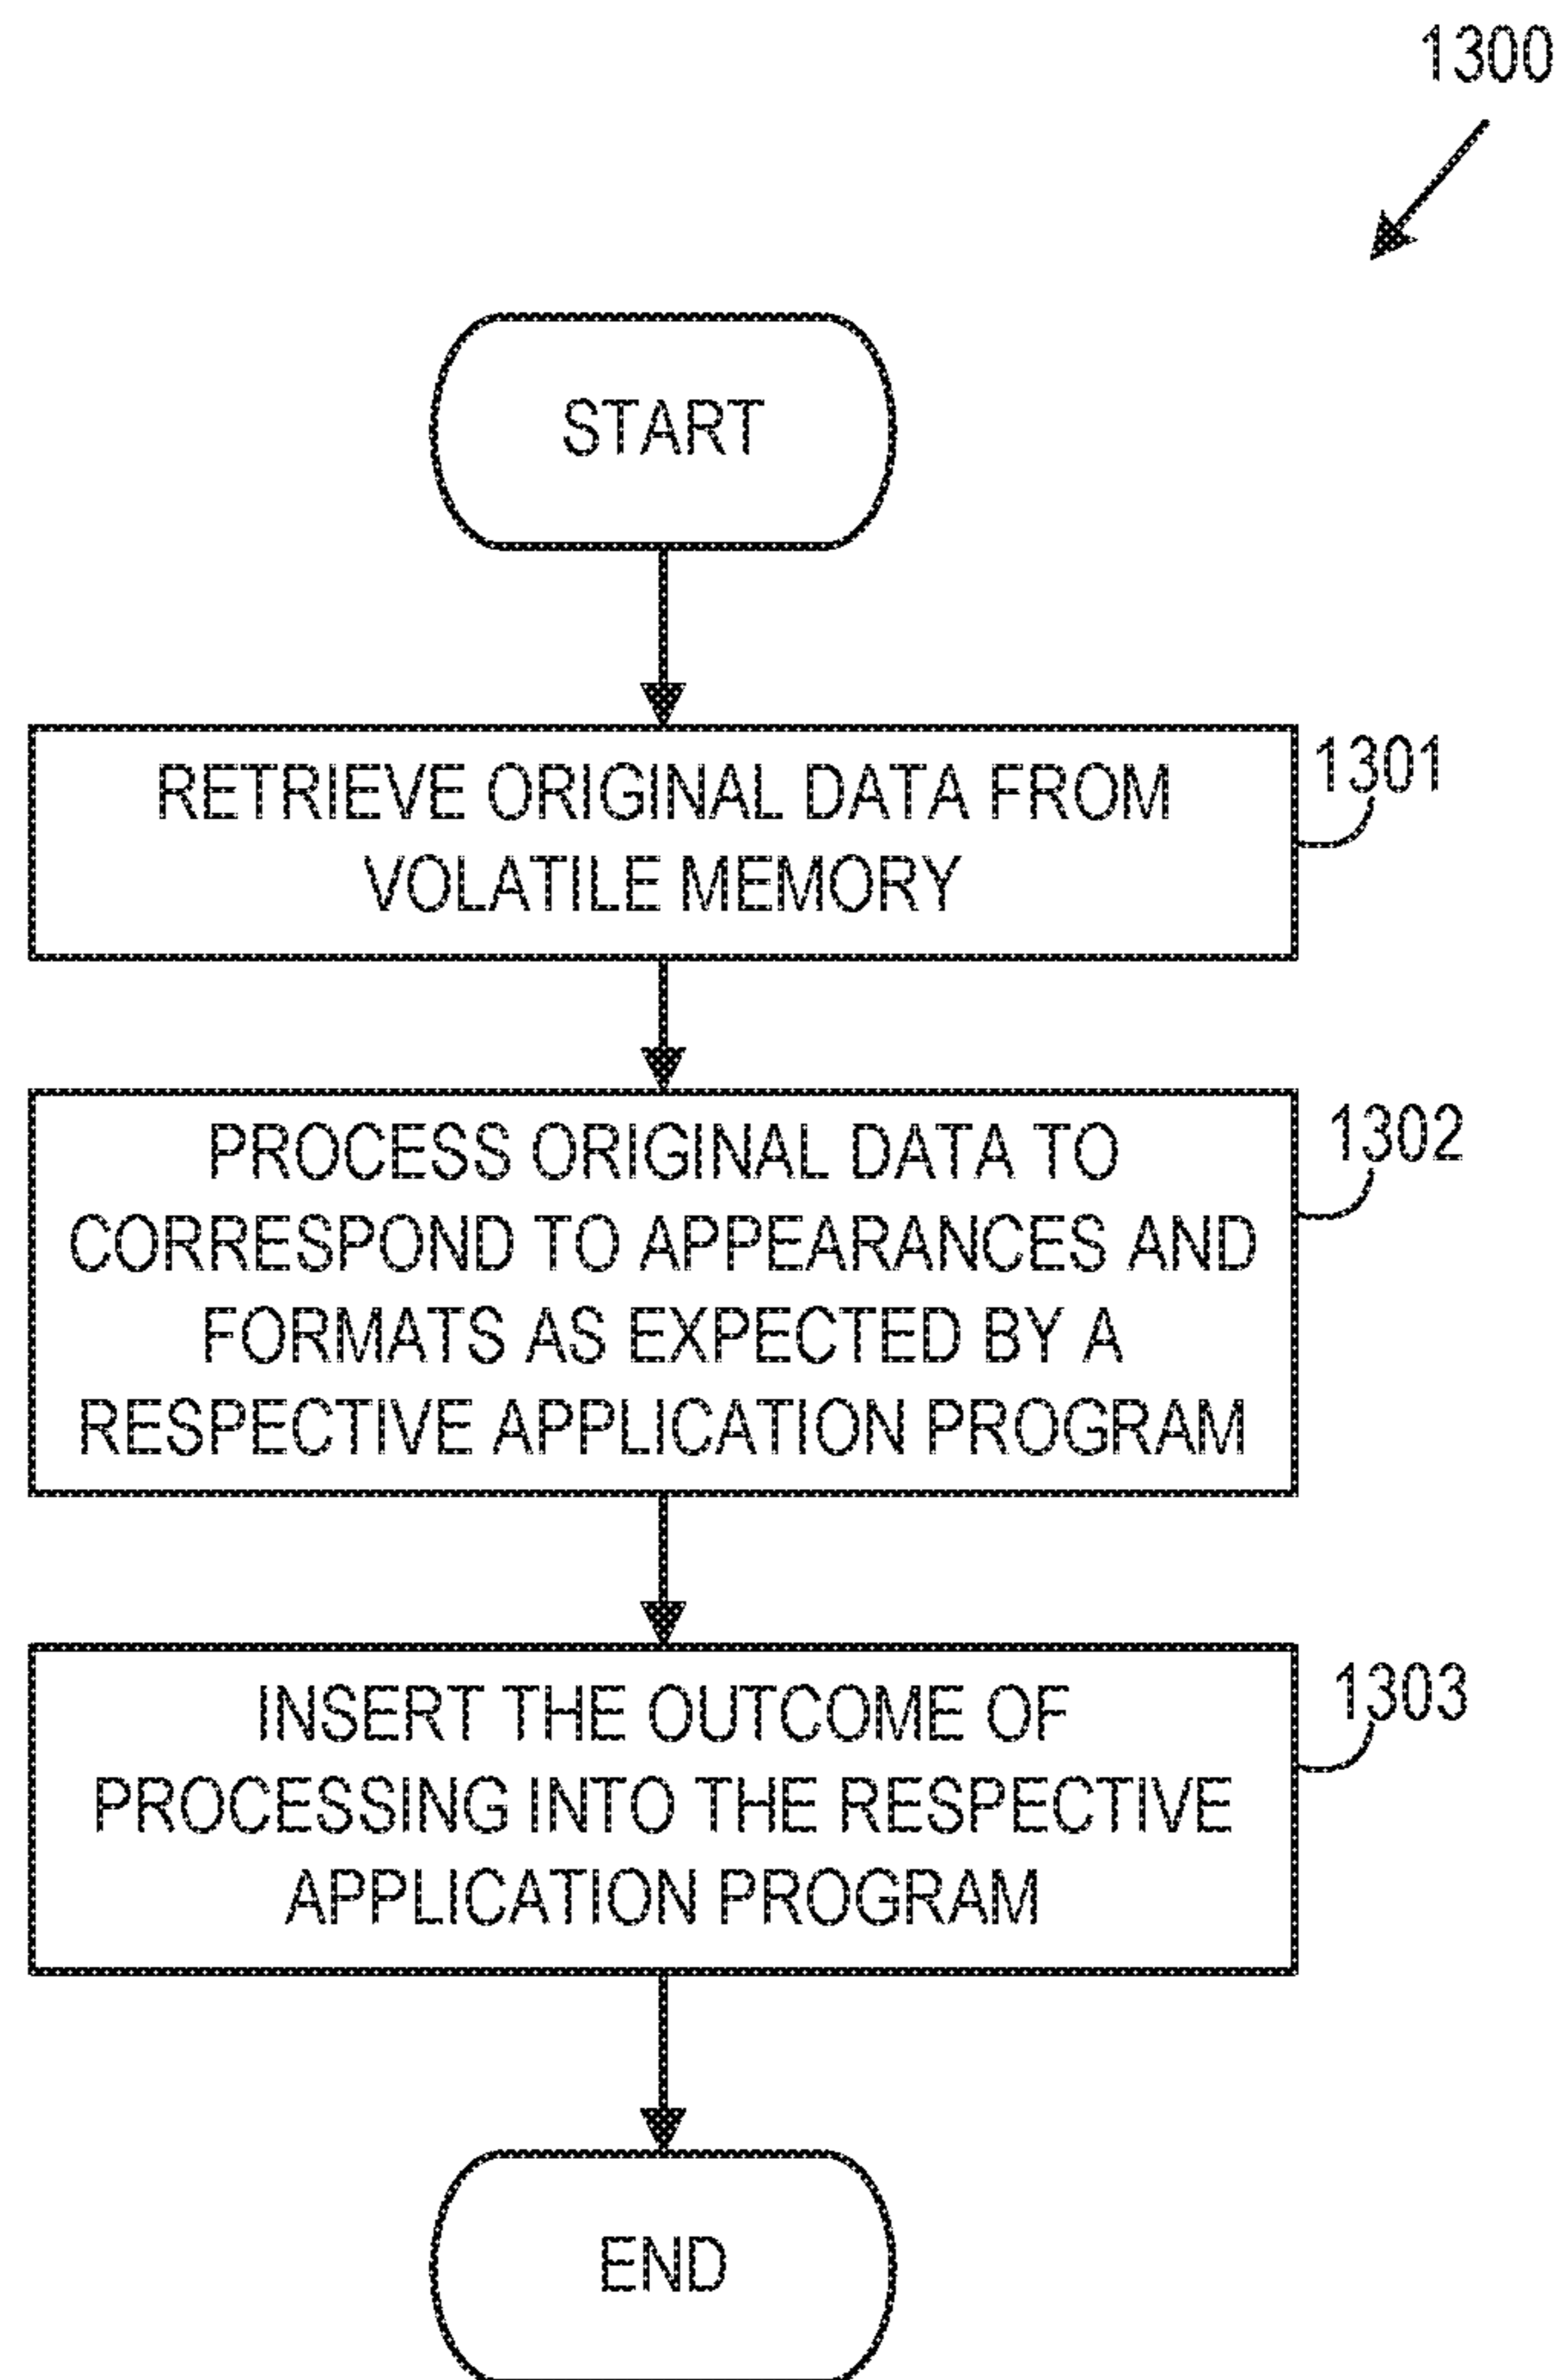 1300
START
RETRIEVE ORIGINAL DATA FROM
VOLATILE MEMORY
1301
PROCESS ORIGINAL DATA TO
CORRESPOND TO APPEARANCES AND
FORMATS AS EXPECTED BY A
RESPECTIVE APPLICATION PROGRAM
1302
INSERT THE OUTCOME OF
PROCESSING INTO THE RESPECTIVE
APPLICATION PROGRAM
1303
END